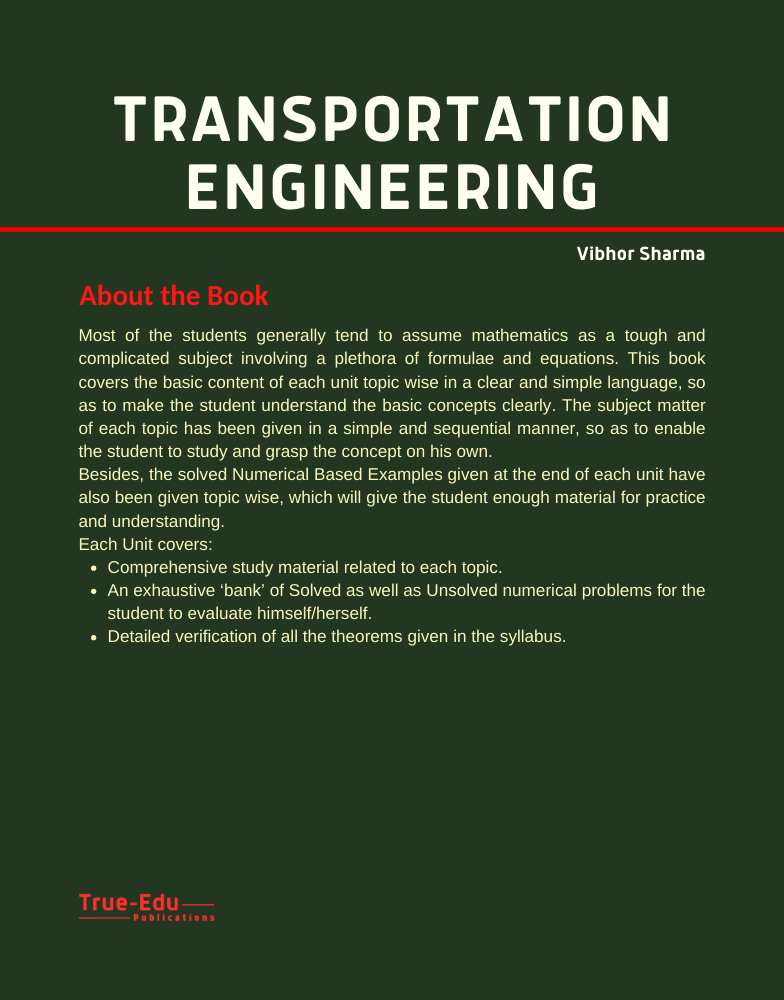 TRANSPORTATION
ENGINEERING
Vibhor Sharma
About the Book
Most of the students generally tend to assume mathematics as a tough and
complicated subject involving a plethora of formulae and equations. This book
covers the basic content of each unit topic wise in a clear and simple language, so
as to make the student understand the basic concepts clearly. The subject matter
of each topic has been given in a simple and sequential manner, so as to enable
the student to study and grasp the concept on his own.
Besides, the solved Numerical Based Examples given at the end of each unit have
also been given topic wise, which will give the student enough material for practice
and understanding.
Each Unit covers:
• Comprehensive study material related to each topic.
• An exhaustive ‘bank’ of Solved as well as Unsolved numerical problems for the
student to evaluate himself/herself.
• Detailed verification of all the theorems given in the syllabus.
True-Edu
Publications